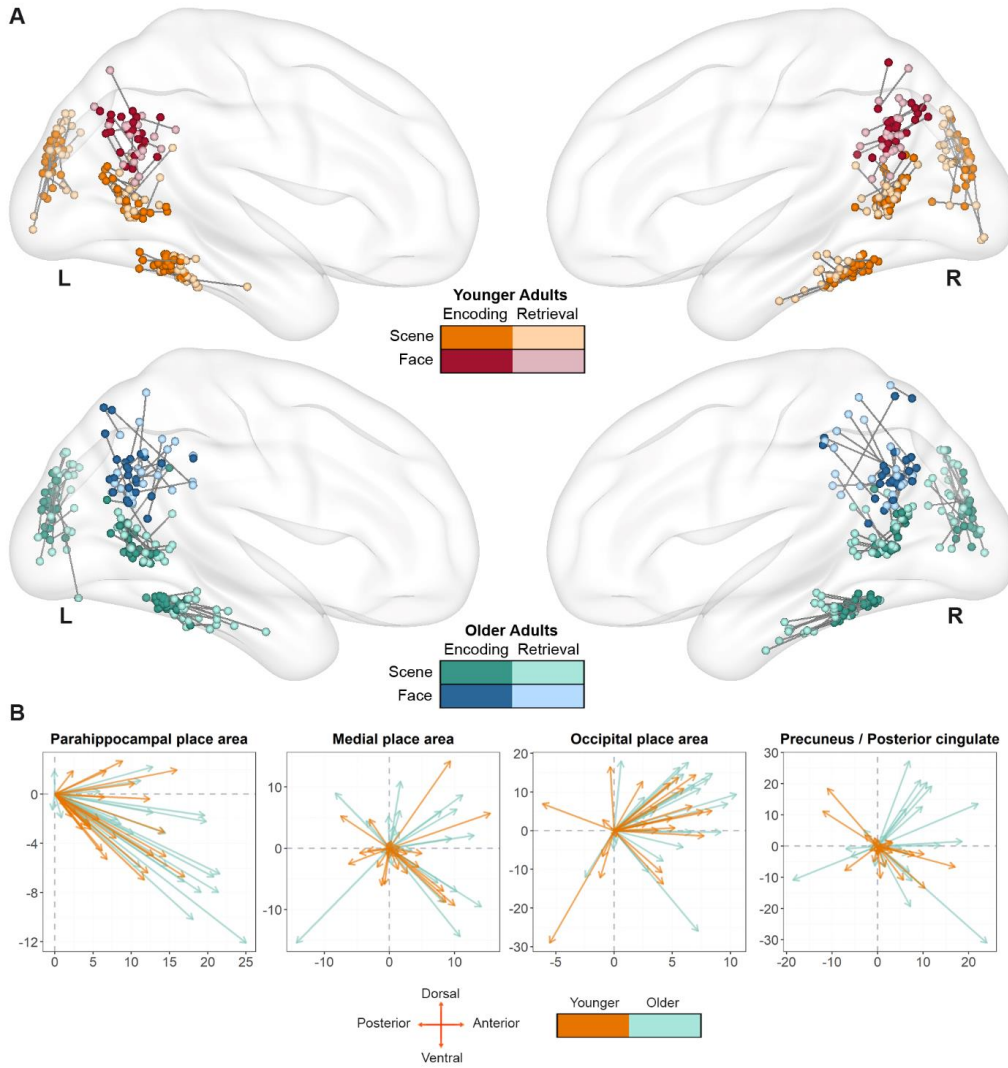 A
L
R
Younger Adults
Encoding Retrieval
Scene
Face
L
R
Older Adults
Encoding Retrieval
Scene
Face
B
Parahippocampal place area
Medial place area
Occipital place area
Precuneus / Posterior cingulate
0
-4
-8
-12
0 5 10 15 20 25
10
0
-10
-10 0 10
20
10
0
-10
-20
-30
-5 0 5 10
30
20
10
0
-10
-20
-30
-20 -10 0 10 20
Dorsal
Posterior Anterior
Ventral
Younger Older